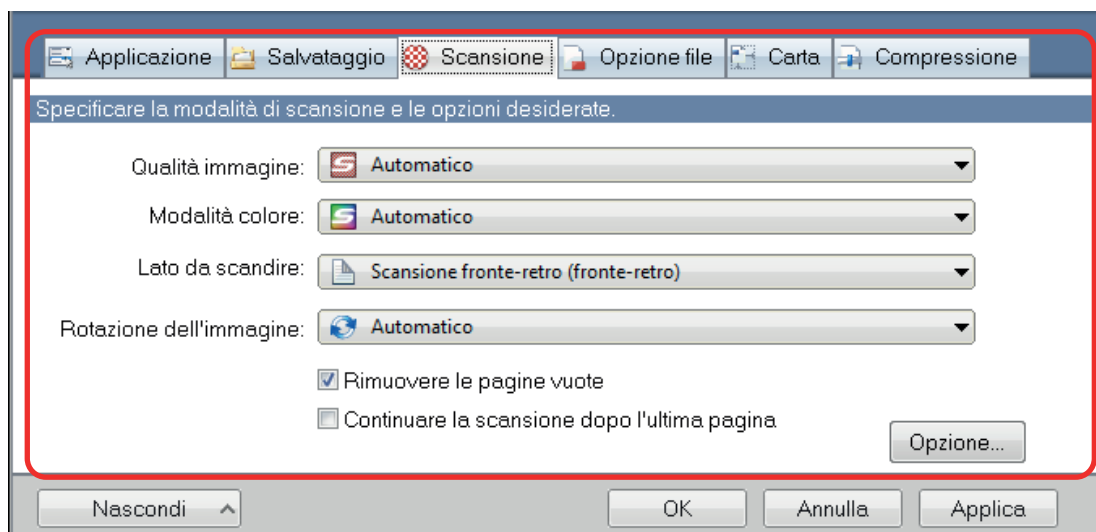 Applicazione Salvataggio Scansione Opzione file Carta Compressione
Specificare la modalità di scansione e le opzioni desiderate.
Qualità immagine: Automatico
Modalità colore: Automatico
Lato da scandire: Scansione fronte-retro (fronte-retro)
Rotazione dell'immagine: Automatico
Rimuovere le pagine vuote
Continuare la scansione dopo l'ultima pagina
Opzione...
Nascondi OK Annulla Applica